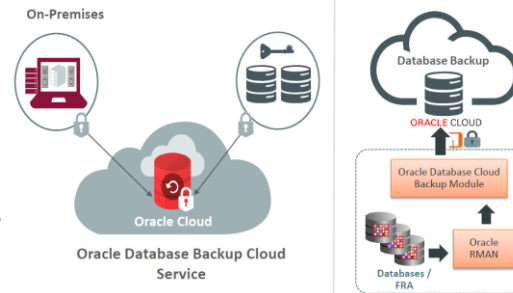 On-Premises
Oracle Cloud
Oracle Database Backup Cloud
Service
Database Backup
ORACLE CLOUD
Oracle Database Cloud
Backup Module
Oracle
RMAN
Databases /
FRA